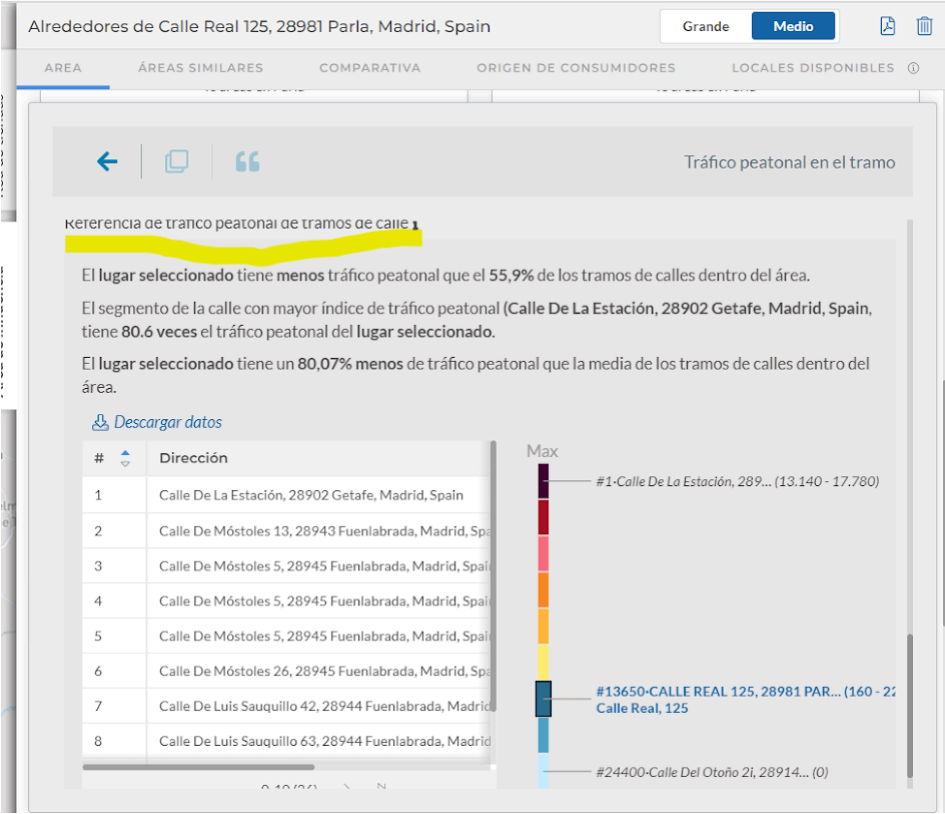 Alrededores de Calle Real 125, 28981 Parla, Madrid, Spain
Grande
Medio
AREA
ÁREAS SIMILARES
COMPARATIVA
ORIGEN DE CONSUMIDORES
LOCALES DISPONIBLES
Tráfico peatonal en el tramo
Referencia de tráfico peatonal de tramos de calle 1
El lugar seleccionado tiene menos tráfico peatonal que el 55,9% de los tramos de calles dentro del área.
El segmento de la calle con mayor índice de tráfico peatonal (Calle De La Estación, 28902 Getafe, Madrid, Spain,
tiene 80.6 veces el tráfico peatonal del lugar seleccionado.
El lugar seleccionado tiene un 80,07% menos de tráfico peatonal que la media de los tramos de calles dentro del
área.
Descargar datos
# Dirección
1 Calle De La Estación, 28902 Getafe, Madrid, Spain
2 Calle De Móstoles 13, 28943 Fuenlabrada, Madrid, Spa
3 Calle De Móstoles 5, 28945 Fuenlabrada, Madrid, Spai
4 Calle De Móstoles 5, 28945 Fuenlabrada, Madrid, Spai
5 Calle De Móstoles 5, 28945 Fuenlabrada, Madrid, Spai
6 Calle De Móstoles 26, 28945 Fuenlabrada, Madrid, Spa
7 Calle De Luis Sauquillo 42, 28944 Fuenlabrada, Madrid
8 Calle De Luis Sauquillo 63, 28944 Fuenlabrada, Madrid
Max
#1-Calle De La Estación, 289... (13.140 - 17.780)
#13650-CALLE REAL 125, 28981 PAR... (160 - 22
Calle Real, 125
#24400-Calle Del Otoño 2i, 28914... (0)